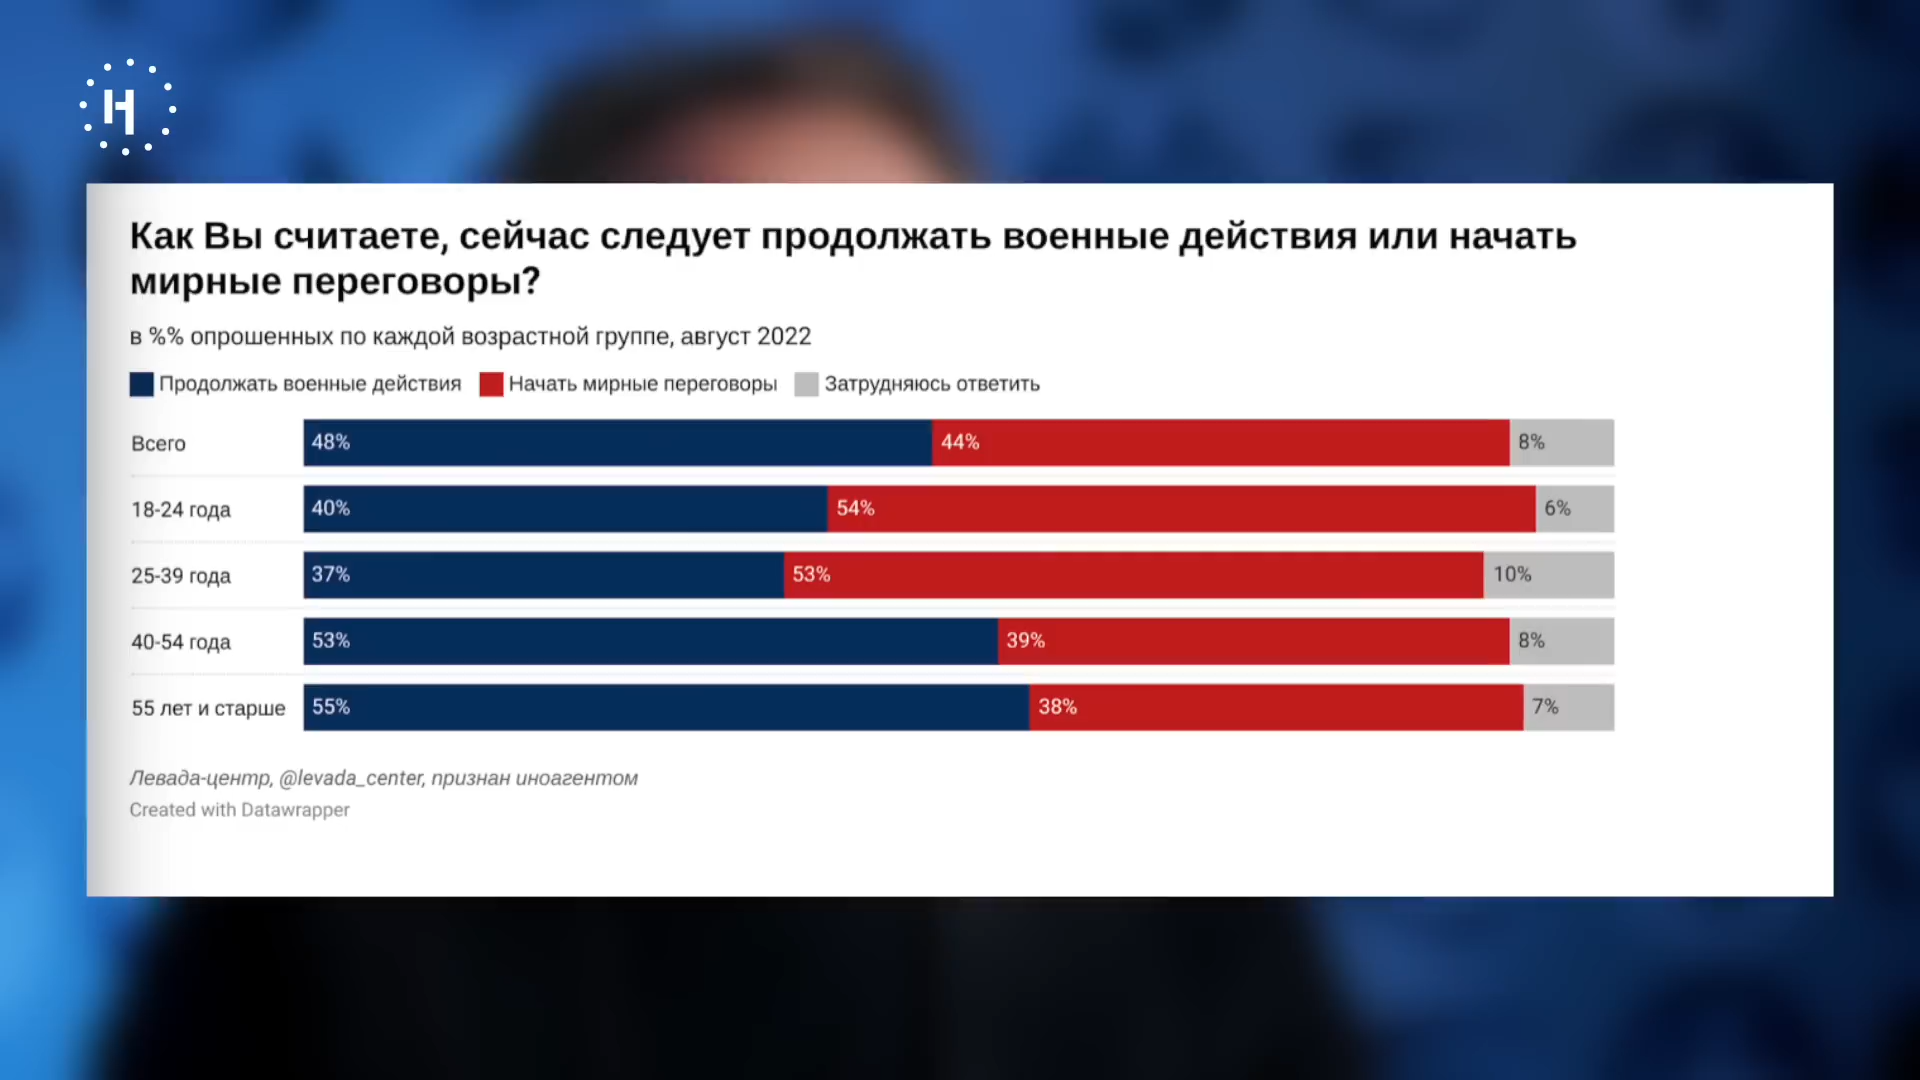 Н
Как Вы считаете, сейчас следует продолжать военные действия или начать
мирные переговоры?
в %% опрошенных по каждой возрастной группе, август 2022
Продолжать военные действия Начать мирные переговоры Затрудняюсь ответить
Всего 48% 44% 8%
18-24 года 40% 54% 6%
25-39 года 37% 53% 10%
40-54 года 53% 39% 8%
55 лет и старше 55% 38% 7%
Левада-центр, @levada_center, признан иноагентом
Created with Datawrapper